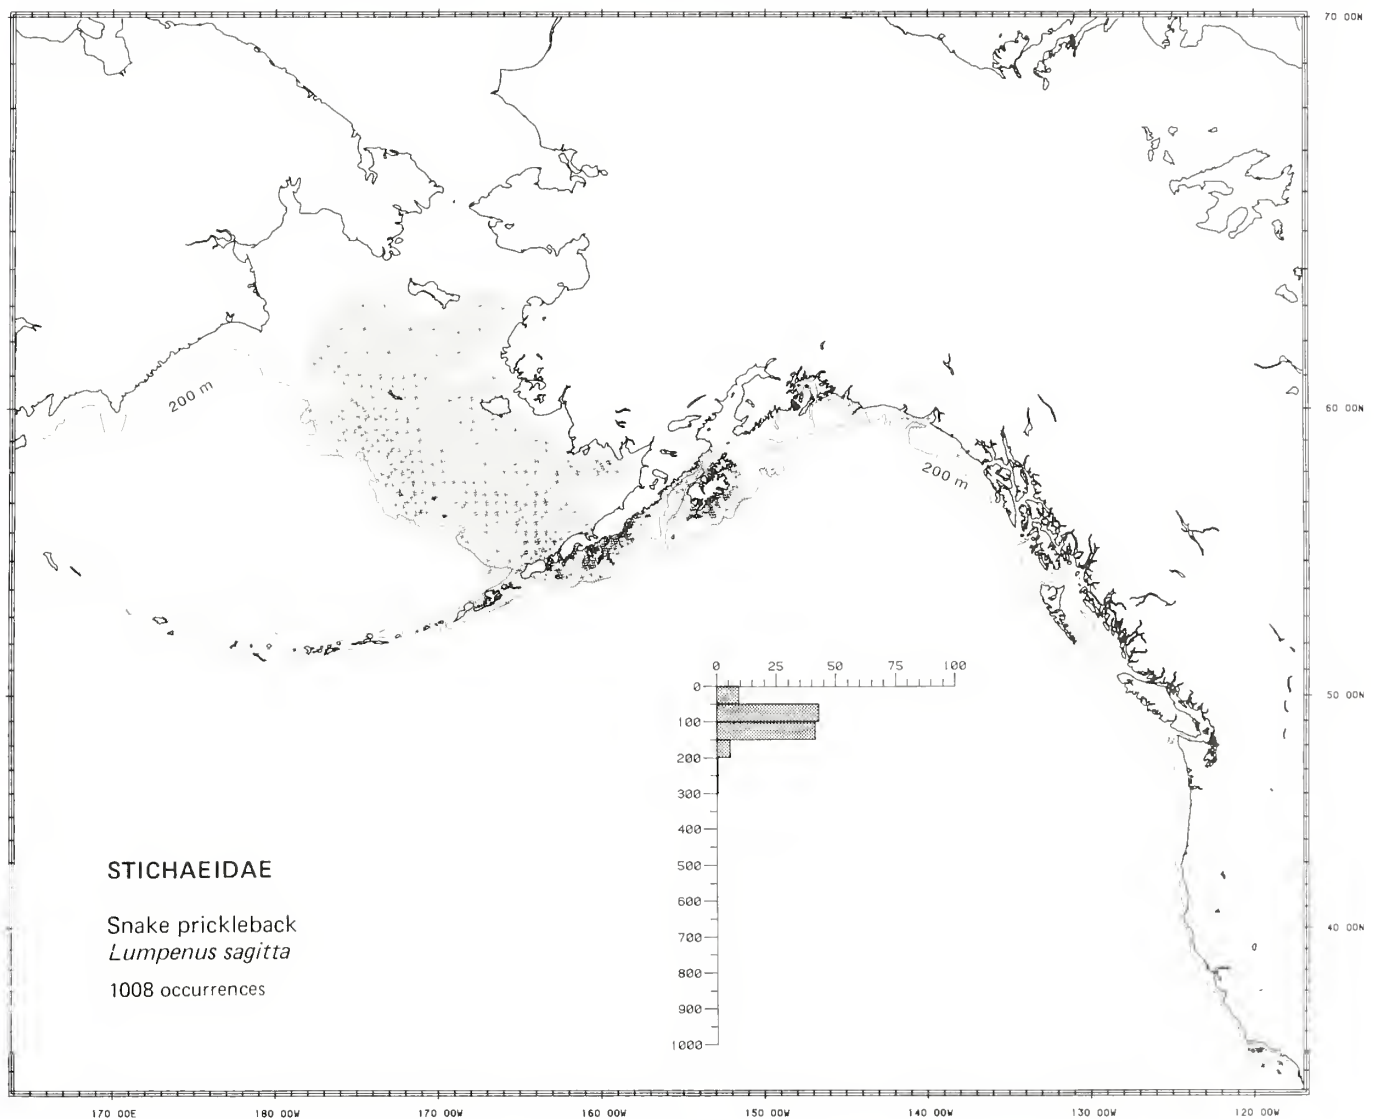 70 00N
200 m
60 00N
200 m
0 25 50 75 100
0
50 00N
100
200
300
400
500
STICHAEIDAE
600
Snake prickleback
700
40 00N
Lumpenus sagitta
800
1008 occurrences
900
1000
170 00E 180 00W 170 00W 160 00W 150 00W 140 00W 130 00W 120 00W